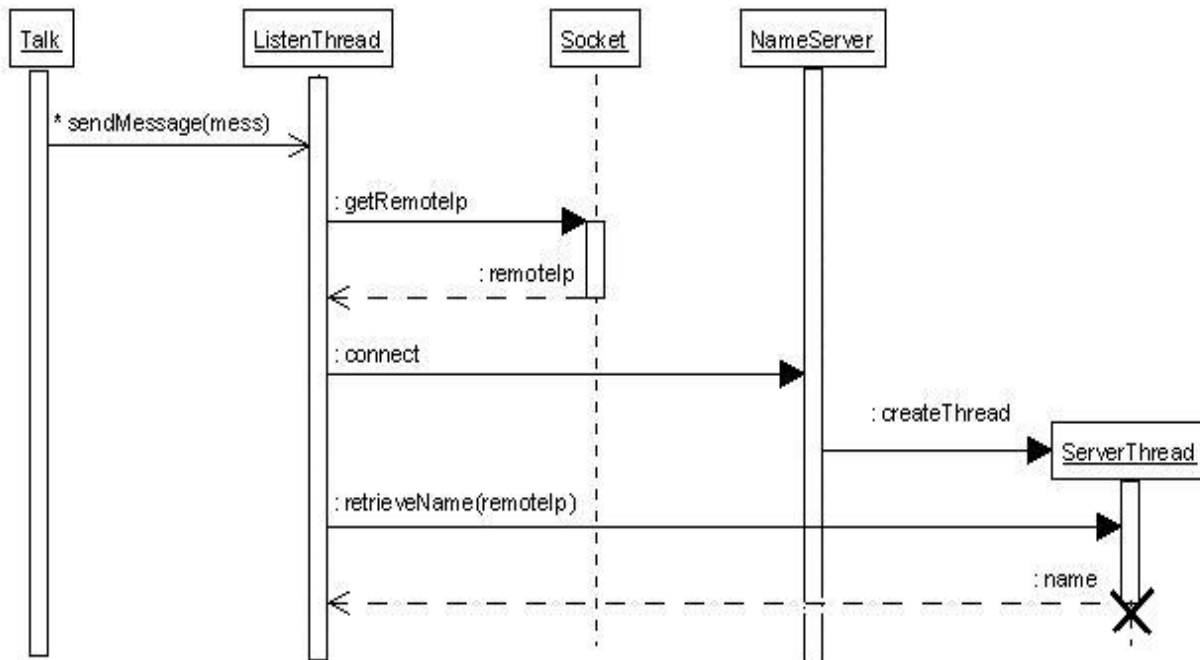 Talk
ListenThread
Socket
NameServer
* sendMessage(mess)
: getRemoteIp
: remoteIp
: connect
: createThread
ServerThread
: retrieveName(remoteIp)
: name